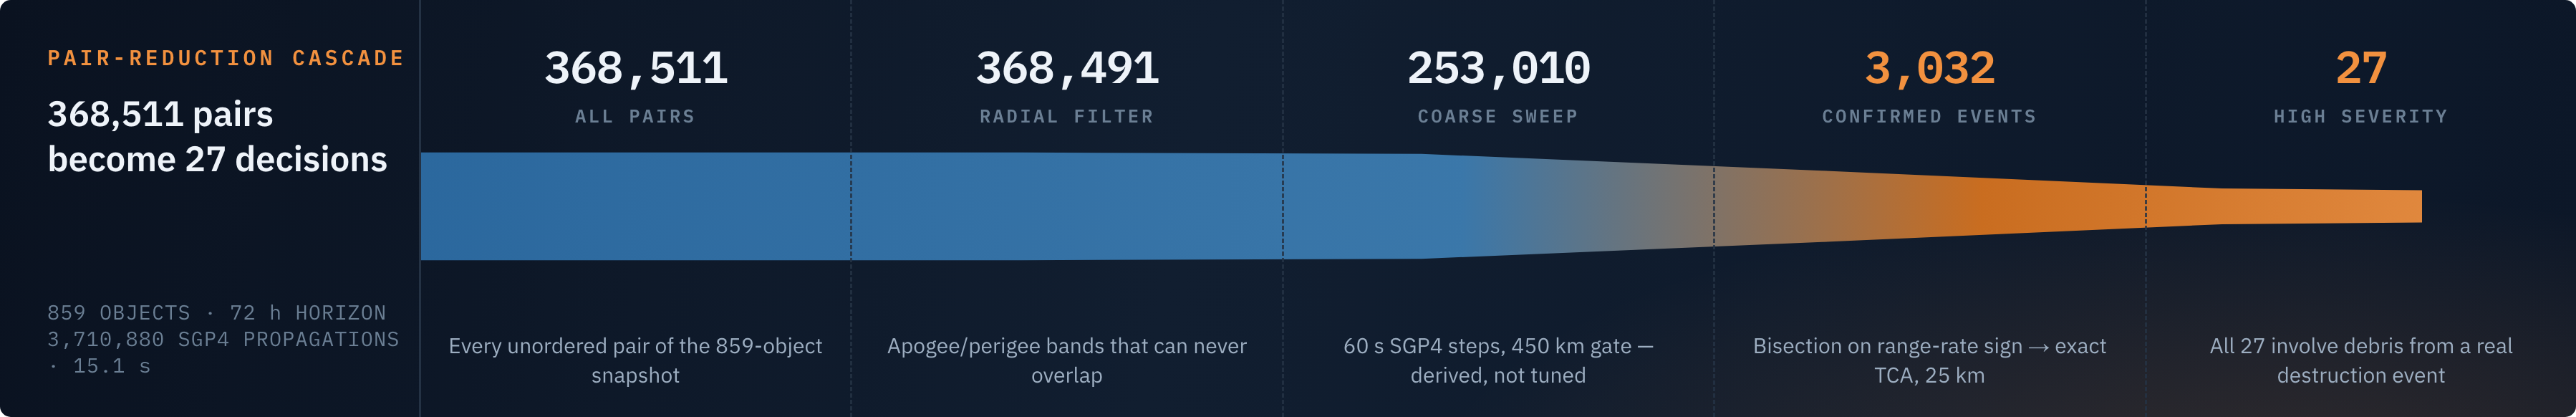 PAIR-REDUCTION CASCADE
368,511 pairs
become 27 decisions
859 OBJECTS · 72 h HORIZON
3,710,880 SGP4 PROPAGATIONS
· 15.1 s
368,511
ALL PAIRS
Every unordered pair of the 859-object
snapshot
368,491
RADIAL FILTER
Apogee/perigee bands that can never
overlap
253,010
COARSE SWEEP
60 s SGP4 steps, 450 km gate —
derived, not tuned
3,032
CONFIRMED EVENTS
Bisection on range-rate sign → exact
TCA, 25 km
27
HIGH SEVERITY
All 27 involve debris from a real
destruction event